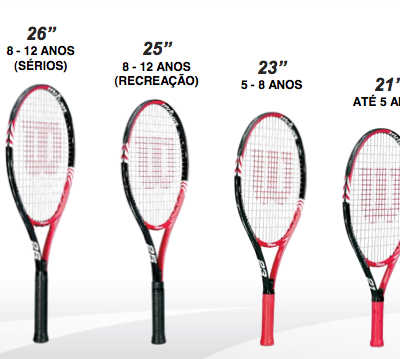 26”
8 - 12 ANOS
(SÉRIOS)
25”
8 - 12 ANOS
(RECREAÇÃO)
23”
5 - 8 ANOS
21”
ATÉ 5 A
W
W
W
W